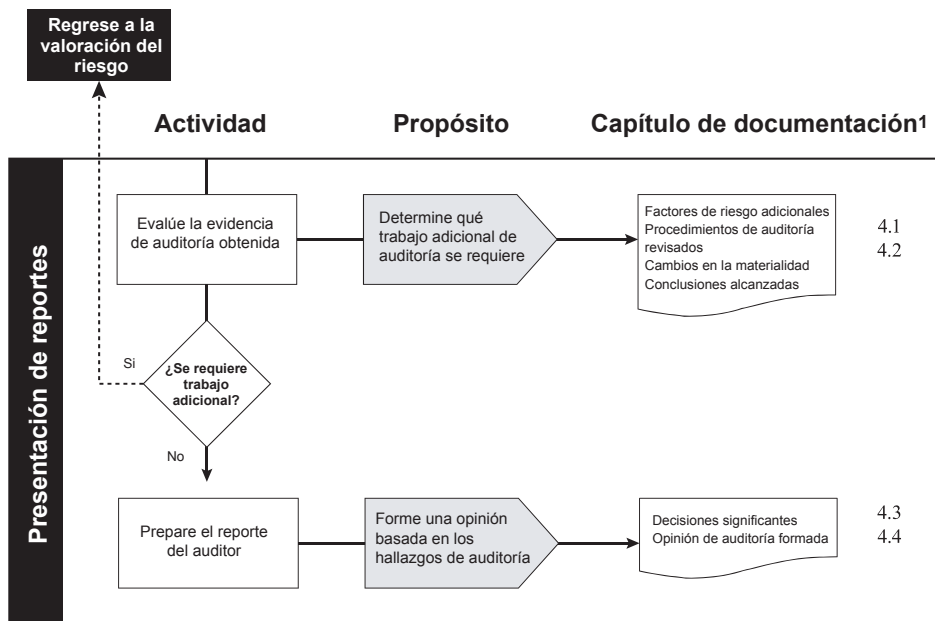 Regrese a la
valoración del
riesgo
Actividad
Propósito
Capítulo de documentación¹
Presentación de reportes
Evalúe la evidencia
de auditoría obtenida
Determine qué
trabajo adicional de
auditoría se requiere
Factores de riesgo adicionales
Procedimientos de auditoría
revisados
Cambios en la materialidad
Conclusiones alcanzadas
4.1
4.2
Si
¿Se requiere
trabajo
adicional?
No
Prepare el reporte
del auditor
Forme una opinión
basada en los
hallazgos de auditoría
Decisiones significantes
Opinión de auditoría formada
4.3
4.4